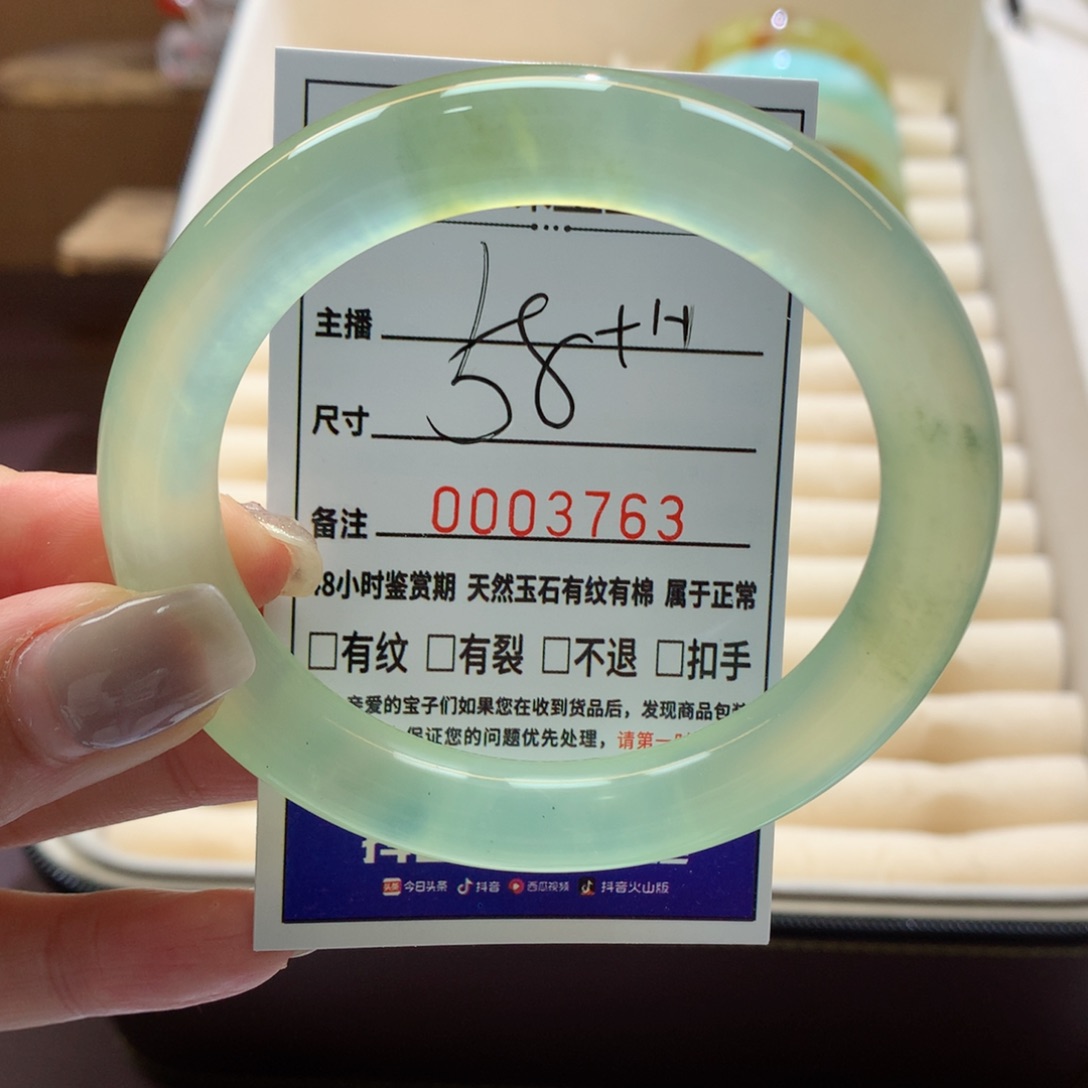 主播
58+H
尺寸
备注 0003763
8小时鉴赏期 天然玉石有纹有棉 属于正常
□有纹 □有裂 □不退 □扣手
亲爱的宝子们如果您在收到货品后，发现商品包装
保证您的问题优先处理，请第一时
头条 今日头条 抖音 西瓜视频 抖音火山版